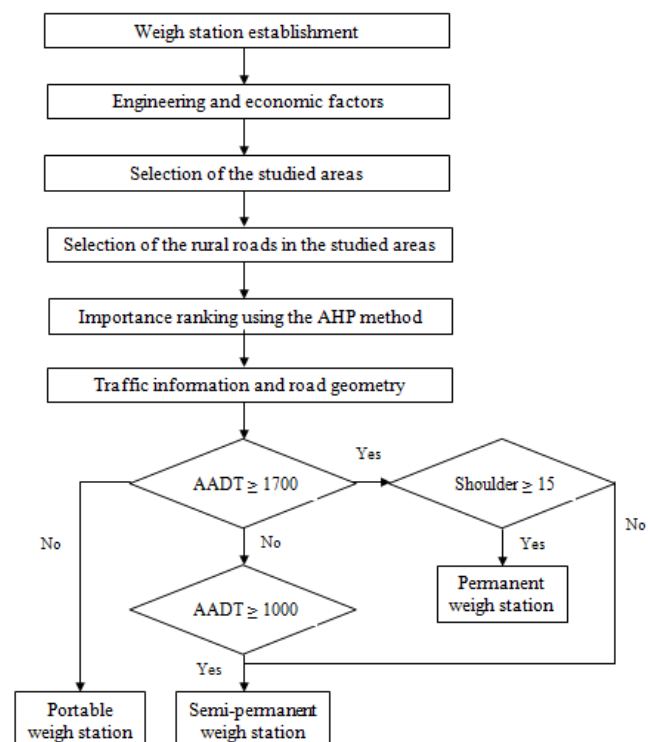 Weigh station establishment
Engineering and economic factors
Selection of the studied areas
Selection of the rural roads in the studied areas
Importance ranking using the AHP method
Traffic information and road geometry
Yes
AADT ≥ 1700
Shoulder ≥ 15
No
No
No
Yes
Permanent
weigh station
AADT ≥ 1000
Yes
Portable
weigh station
Semi-permanent
weigh station